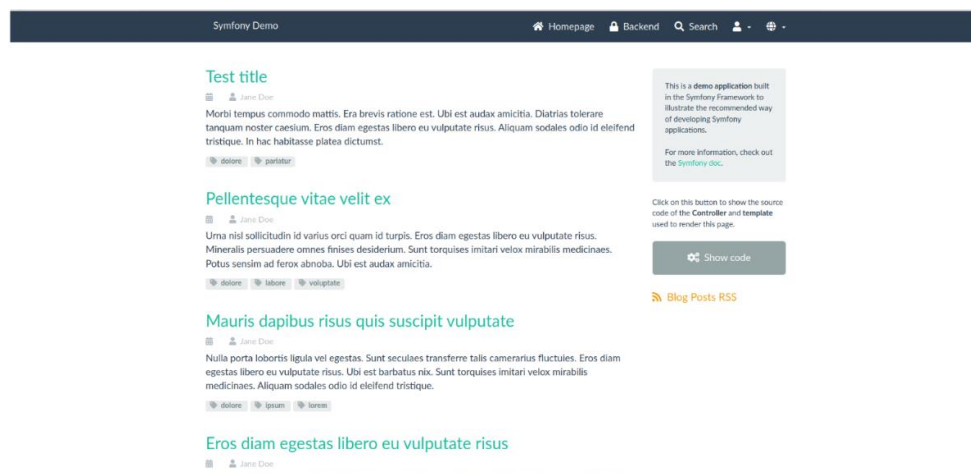 Symfony Demo
Homepage Backend Search
Test title
Jane Doe
Morbi tempus commodo mattis. Era brevis ratione est. Ubi est audax amicitia. Diatrias tolerare
tanquam noster caesium. Eros diam egestas libero eu vulputate risus. Aliquam sodales odio id eleifend
tristique. In hac habitasse platea dictumst.
dolore pariatur
Pellentesque vitae velit ex
Jane Doe
Urna nisl sollicitudin id varius orci quam id turpis. Eros diam egestas libero eu vulputate risus.
Mineralis persuadere omnes finises desiderium. Sunt torquises imitari velox mirabilis medicinaes.
Potus sensim ad ferox abnoba. Ubi est audax amicitia.
dolore labore voluptate
Mauris dapibus risus quis suscipit vulputate
Jane Doe
Nulla porta lobortis ligula vel egestas. Sunt seculaes transferre talis camerarius fluctuies. Eros diam
egestas libero eu vulputate risus. Ubi est barbatus nix. Sunt torquises imitari velox mirabilis
medicinaes. Aliquam sodales odio id eleifend tristique.
dolore ipsum lorem
Eros diam egestas libero eu vulputate risus
Jane Doe
This is a demo application built
in the Symfony Framework to
illustrate the recommended way
of developing Symfony
applications.
For more information, check out
the Symfony doc.
Click on this button to show the source
code of the Controller and template
used to render this page.
Show code
Blog Posts RSS